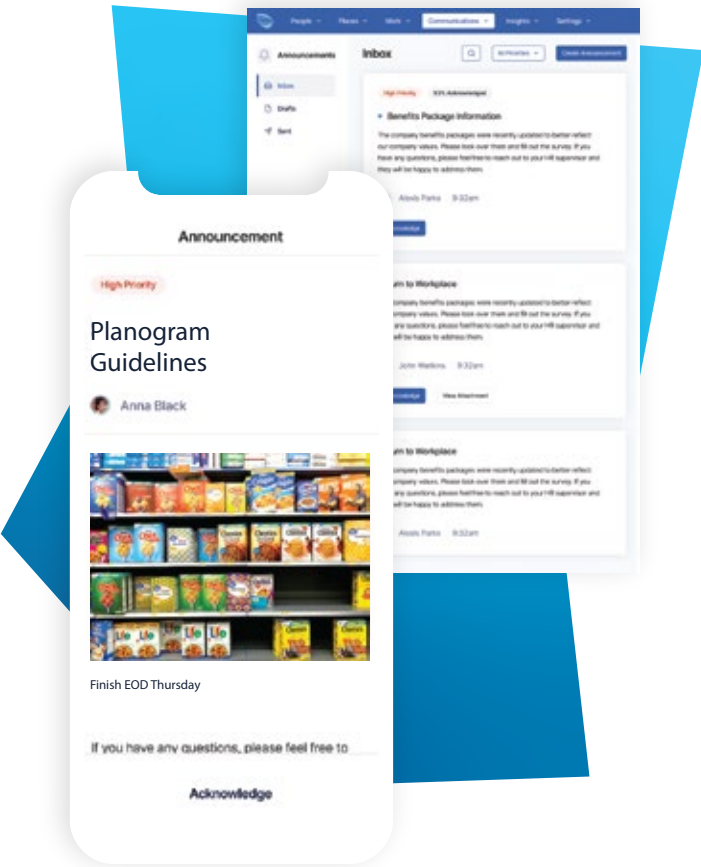 People Places Work Communications Insights Settings
Announcements
Inbox
Drafts
Sent
Inbox
All Priorities
Create Announcement
High Priority
Acknowledged
Benefits Package Information
The company benefits packages were recently updated to better reflect
our company values. Please look over them and fill out the survey. If you
have any questions, please feel free to reach out to your HR supervisor and
they will be happy to address them.
Alexis Parks 9:32am
to Workplace
company benefits packages were recently updated to better reflect
company values. Please look over them and fill out the survey. If you
any questions, please feel free to reach out to your HR supervisor and
will be happy to address them.
John Watkins 9:32am
View Attachment
to Workplace
company benefits packages were recently updated to better reflect
company values. Please look over them and fill out the survey. If you
any questions, please feel free to reach out to your HR supervisor and
will be happy to address them.
Alexis Parks 9:32am
Announcement
High Priority
Planogram
Guidelines
Anna Black
Life Life Life Life
Finish EOD Thursday
If you have any questions, please feel free to
Acknowledge